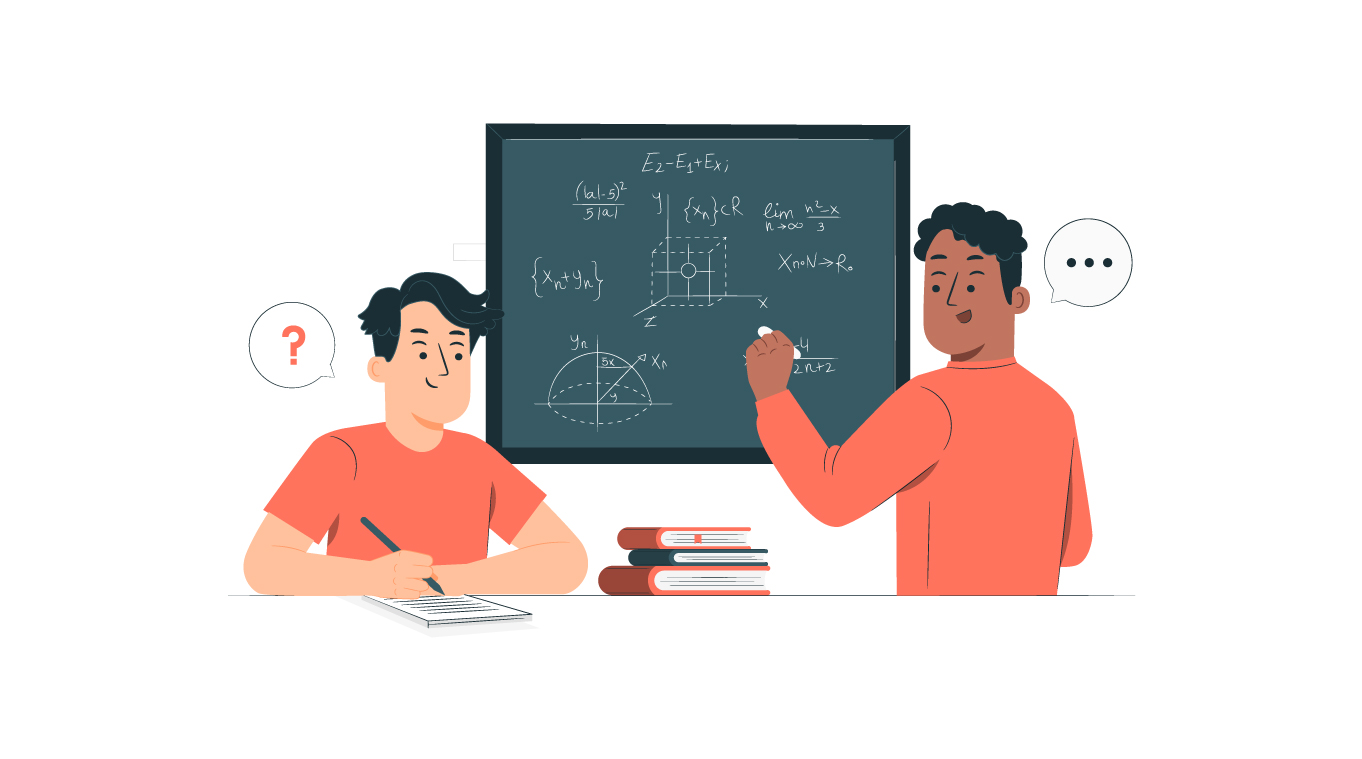 E₂-E₁+Exᵢ
(|a|-5)²
5|a|
y
{xₙ}⊂R
lim n²-x
n→∞ 3
{xₙ+yₙ}
Xₙ∘N→R₀
x
z
yₙ
5x
xₙ
y
-4
2n+2
?